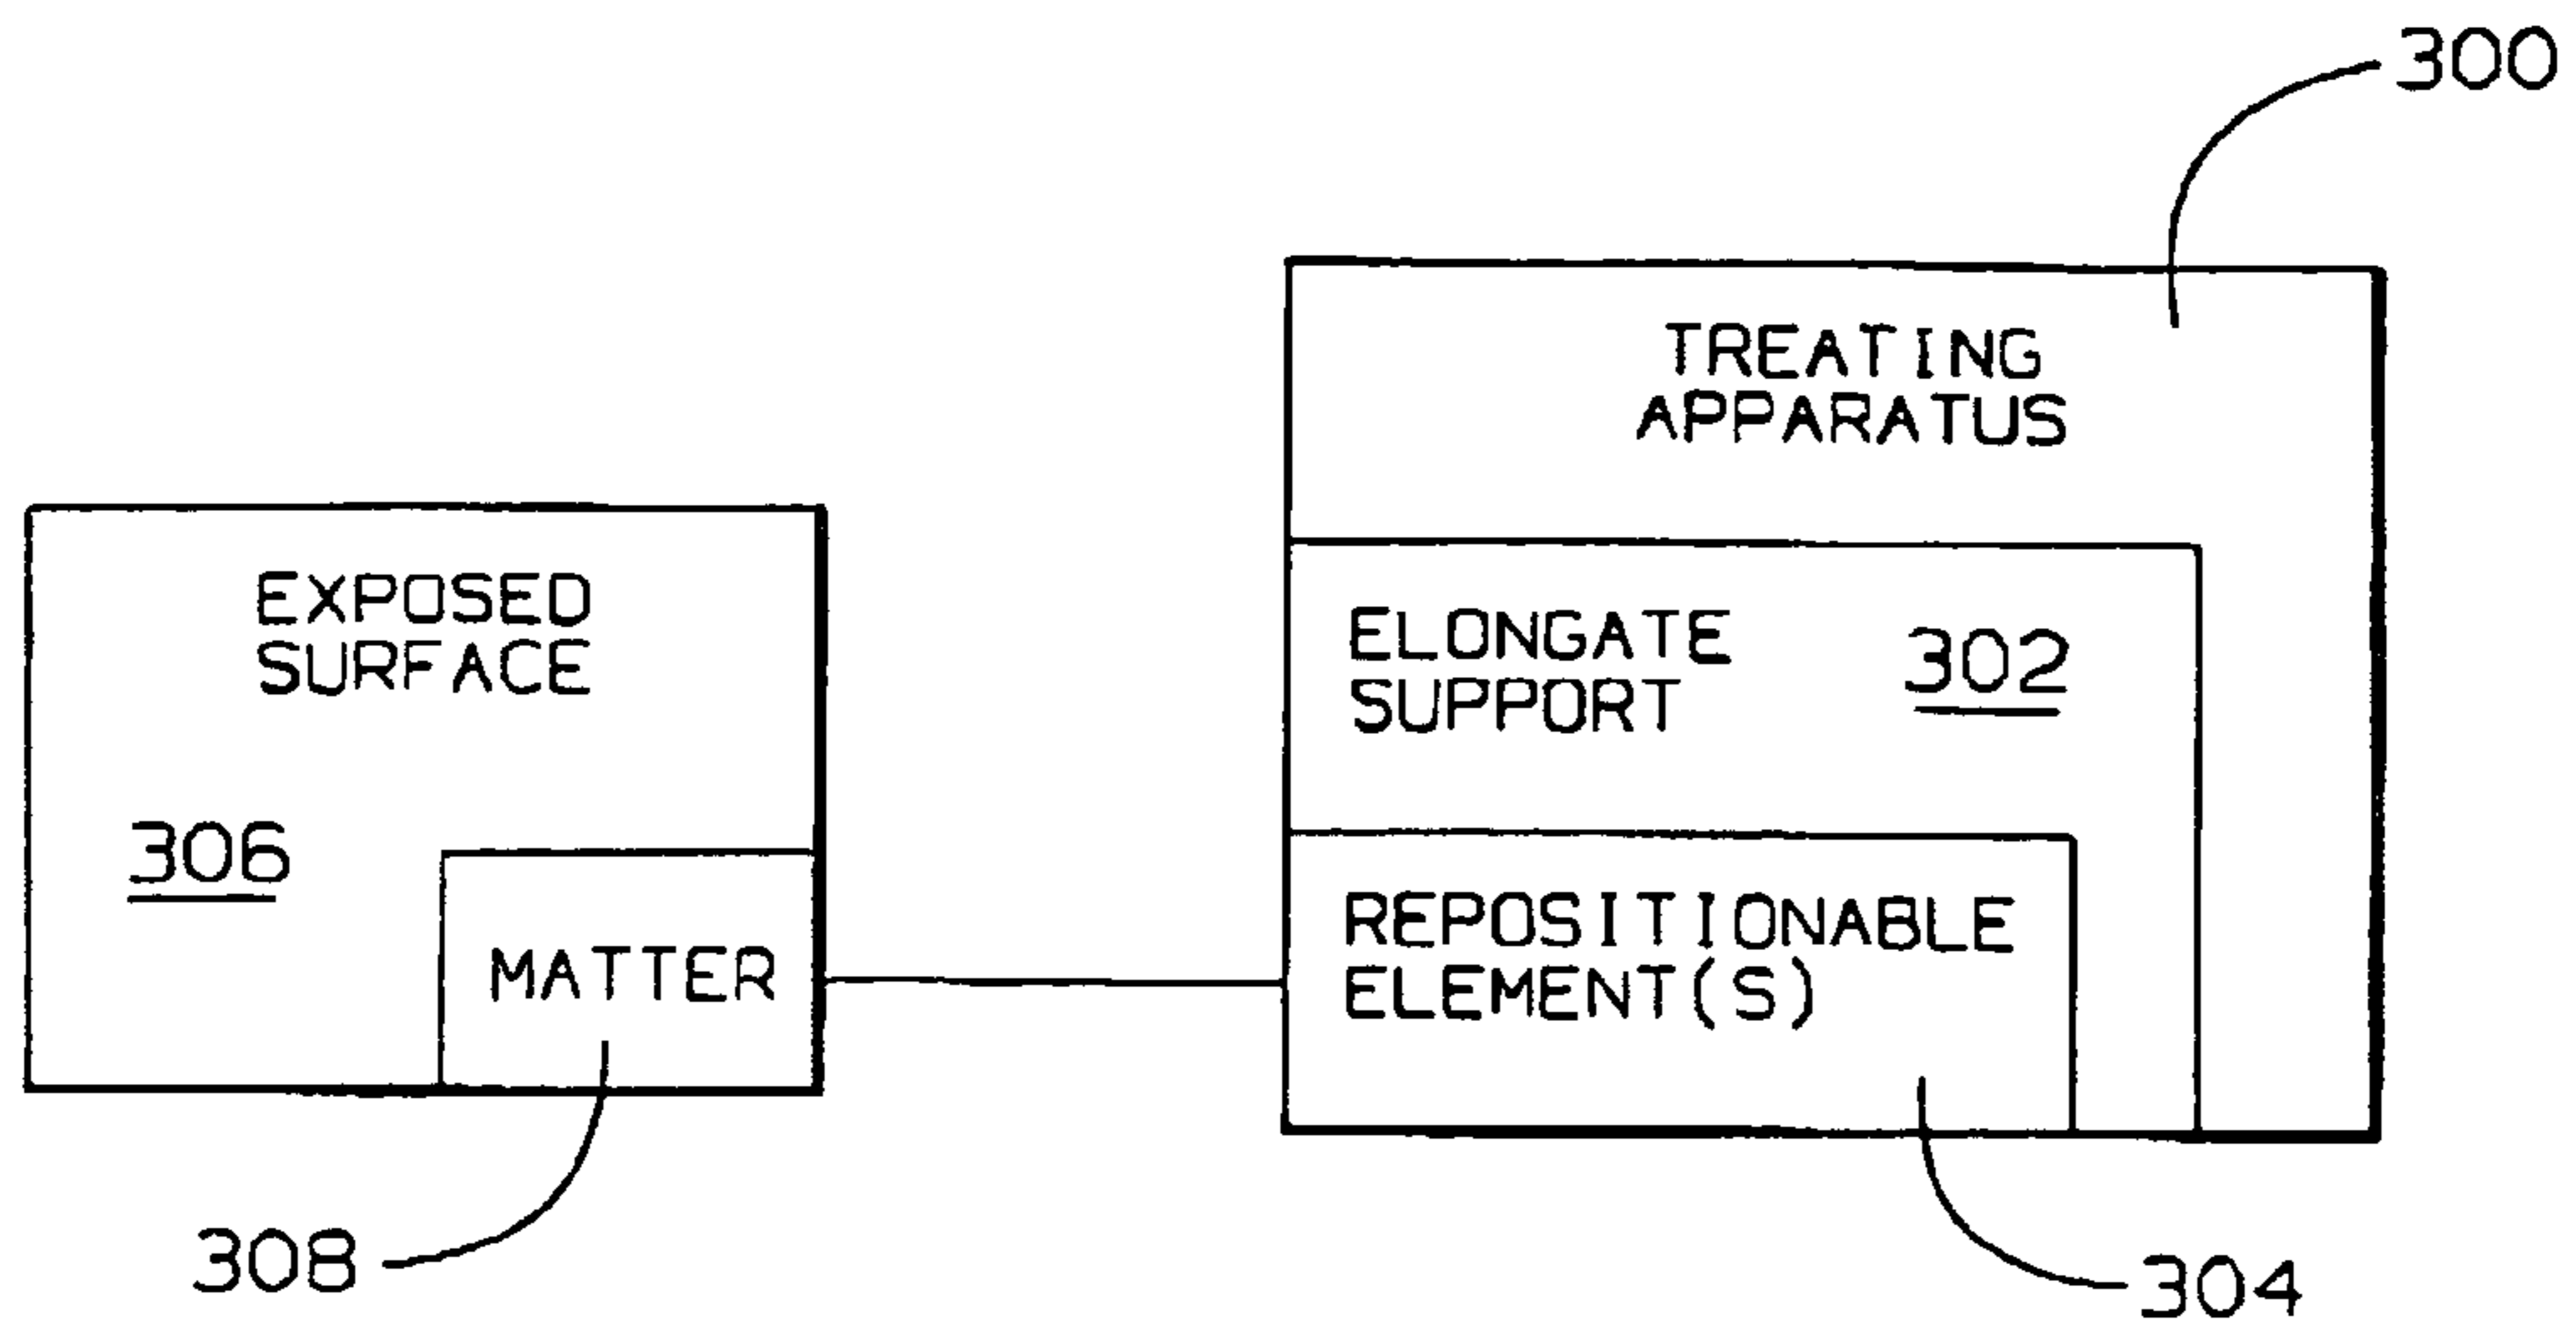 300
TREATING
APPARATUS
EXPOSED
SURFACE
306
MATTER
308
ELONGATE
SUPPORT
302
REPOSITIONABLE
ELEMENT(S)
304